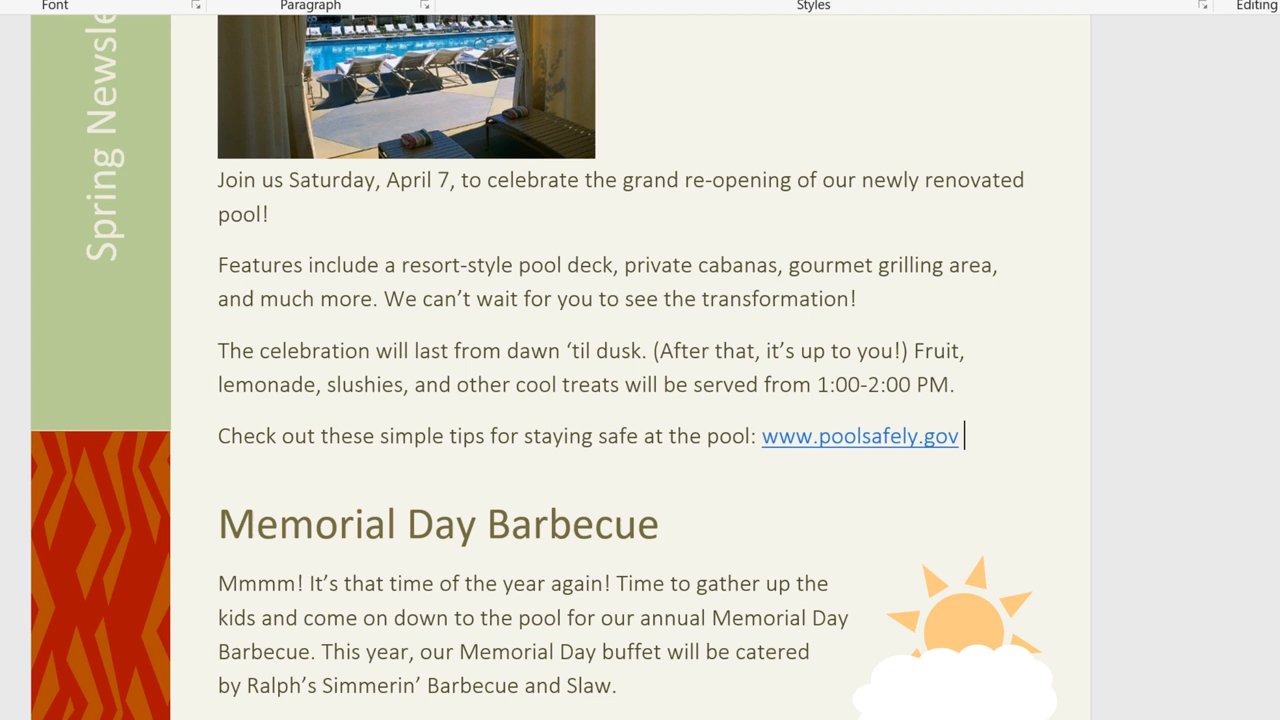 Font Paragraph Styles Editing
Spring Newsle
Join us Saturday, April 7, to celebrate the grand re-opening of our newly renovated
pool!
Features include a resort-style pool deck, private cabanas, gourmet grilling area,
and much more. We can’t wait for you to see the transformation!
The celebration will last from dawn ‘til dusk. (After that, it’s up to you!) Fruit,
lemonade, slushies, and other cool treats will be served from 1:00-2:00 PM.
Check out these simple tips for staying safe at the pool: www.poolsafely.gov
Memorial Day Barbecue
Mmmm! It’s that time of the year again! Time to gather up the
kids and come on down to the pool for our annual Memorial Day
Barbecue. This year, our Memorial Day buffet will be catered
by Ralph’s Simmerin’ Barbecue and Slaw.